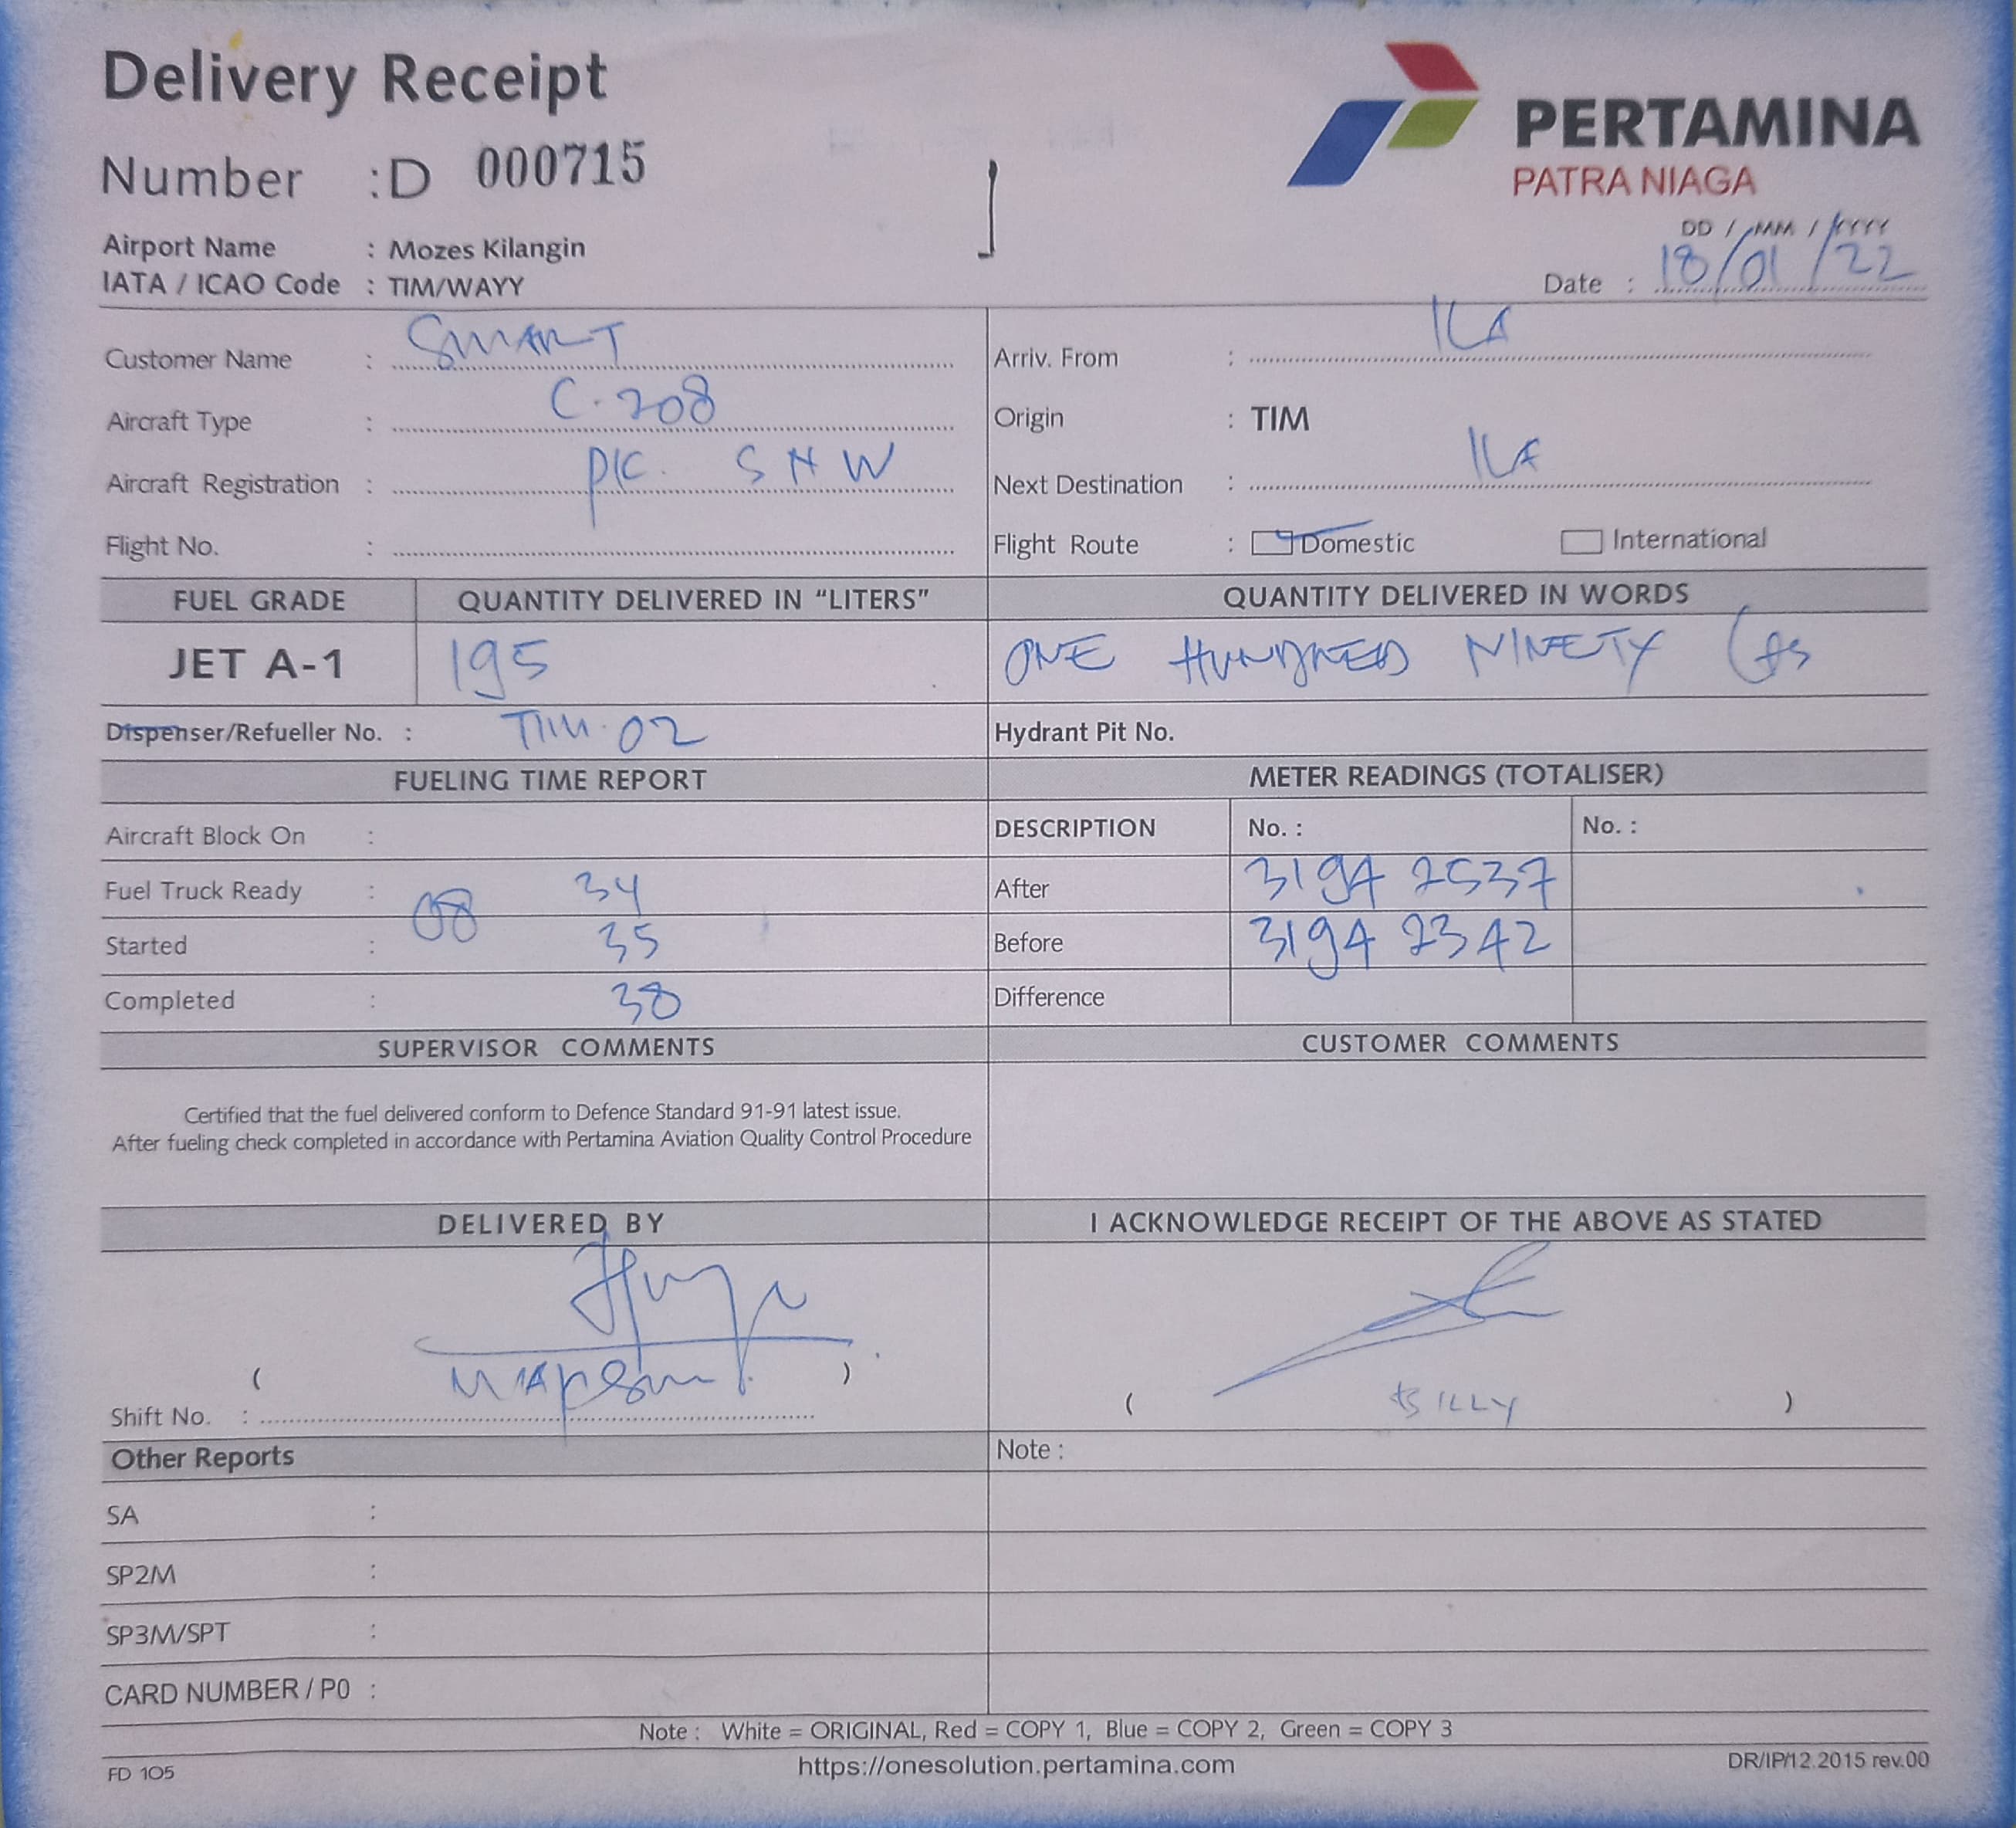 Delivery Receipt
Number : D 000715
PERTAMINA
PATRA NIAGA
Airport Name : Mozes Kilangin
IATA / ICAO Code : TIM/WAYY
DD / MM / YYYY
Date : 18/01/22
Customer Name : SMART
Arriv. From : ILA
Aircraft Type : C.208
Origin : TIM
Aircraft Registration : PK. SNW
Next Destination : ILA
Flight No. :
Flight Route : Domestic International
FUEL GRADE QUANTITY DELIVERED IN “LITERS” QUANTITY DELIVERED IN WORDS
JET A-1 195 ONE HUNDRED NINETY
Dispenser/Refueller No. : TIM.02 Hydrant Pit No.
FUELING TIME REPORT METER READINGS (TOTALISER)
Aircraft Block On : DESCRIPTION No. : No. :
Fuel Truck Ready : 08 34 After 3194 2537
Started : 35 Before 3194 2342
Completed : 38 Difference
SUPERVISOR COMMENTS CUSTOMER COMMENTS
Certified that the fuel delivered conform to Defence Standard 91-91 latest issue.
After fueling check completed in accordance with Pertamina Aviation Quality Control Procedure
DELIVERED BY I ACKNOWLEDGE RECEIPT OF THE ABOVE AS STATED
( ) ( BILLY )
Shift No. :
Other Reports Note :
SA :
SP2M :
SP3M/SPT :
CARD NUMBER / P0 :
Note : White = ORIGINAL, Red = COPY 1, Blue = COPY 2, Green = COPY 3
FD 105 https://onesolution.pertamina.com DR/IP/12.2015 rev.00